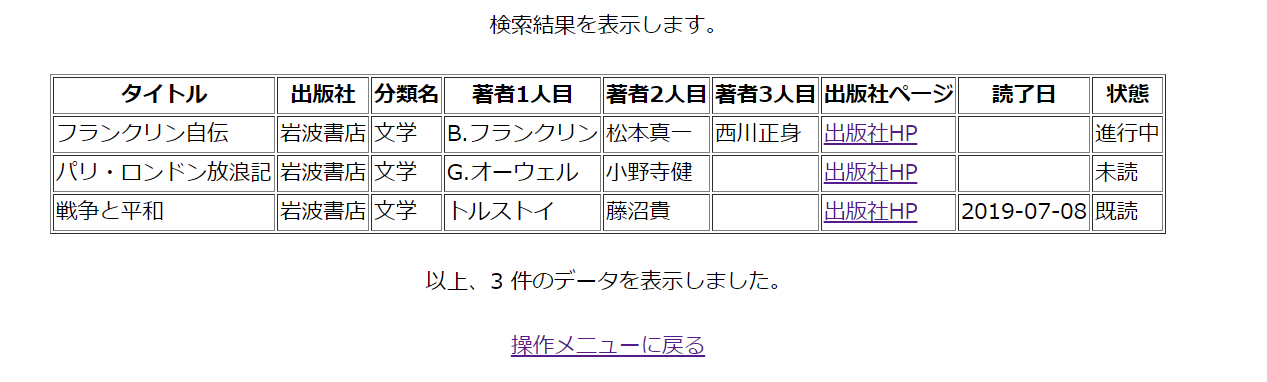 検索結果を表示します。
タイトル 出版社 分類名 著者1人目 著者2人目 著者3人目 出版社ページ 読了日 状態
フランクリン自伝 岩波書店 文学 B.フランクリン 松本真一 西川正身 出版社HP 進行中
パリ・ロンドン放浪記 岩波書店 文学 G.オーウェル 小野寺健 出版社HP 未読
戦争と平和 岩波書店 文学 トルストイ 藤沼貴 出版社HP 2019-07-08 既読
以上、3 件のデータを表示しました。
操作メニューに戻る